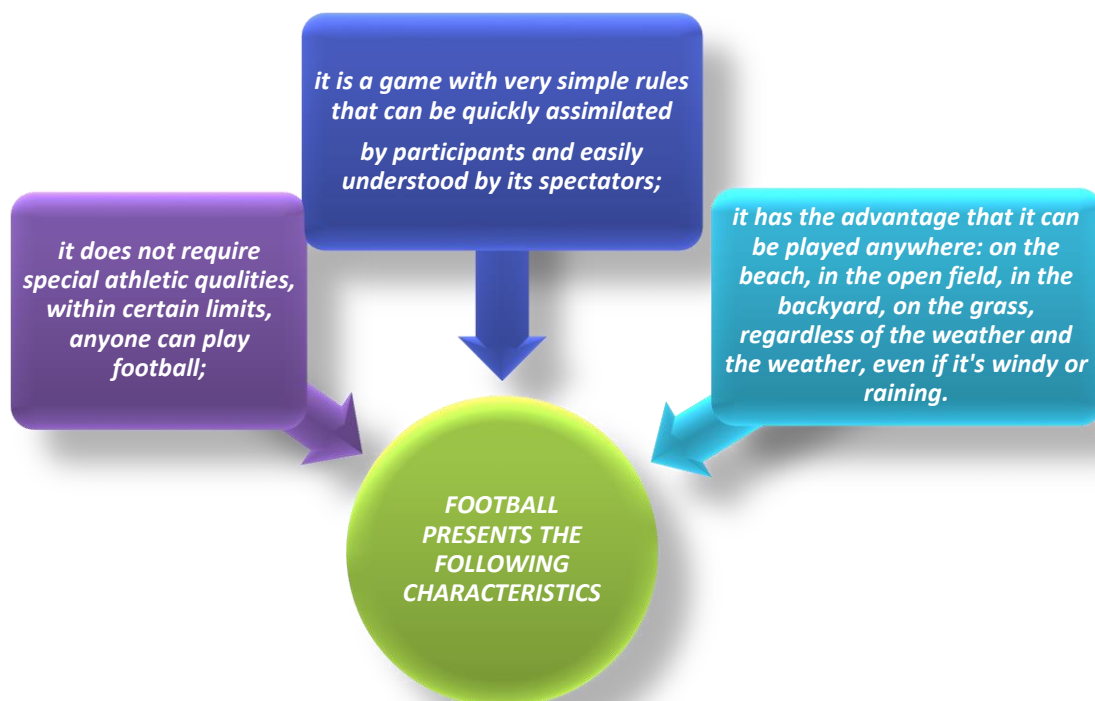 it is a game with very simple rules
that can be quickly assimilated
by participants and easily
understood by its spectators;
it does not require
special athletic qualities,
within certain limits,
anyone can play
football;
it has the advantage that it can
be played anywhere: on the
beach, in the open field, in the
backyard, on the grass,
regardless of the weather and
the weather, even if it's windy or
raining.
FOOTBALL
PRESENTS THE
FOLLOWING
CHARACTERISTICS